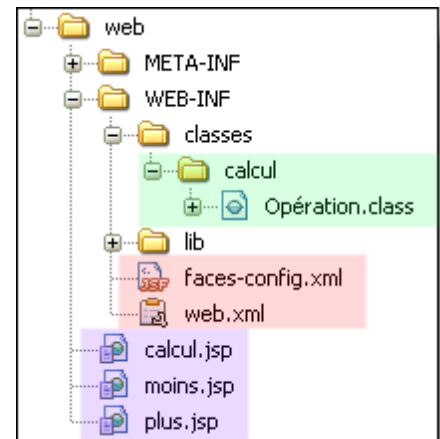 web
META-INF
WEB-INF
classes
calcul
Opération.class
lib
JSF faces-config.xml
web.xml
calcul.jsp
moins.jsp
plus.jsp